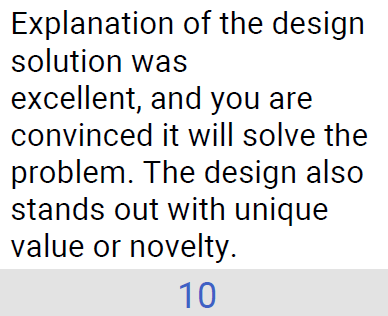 Explanation of the design
solution was
excellent, and you are
convinced it will solve the
problem. The design also
stands out with unique
value or novelty.
10